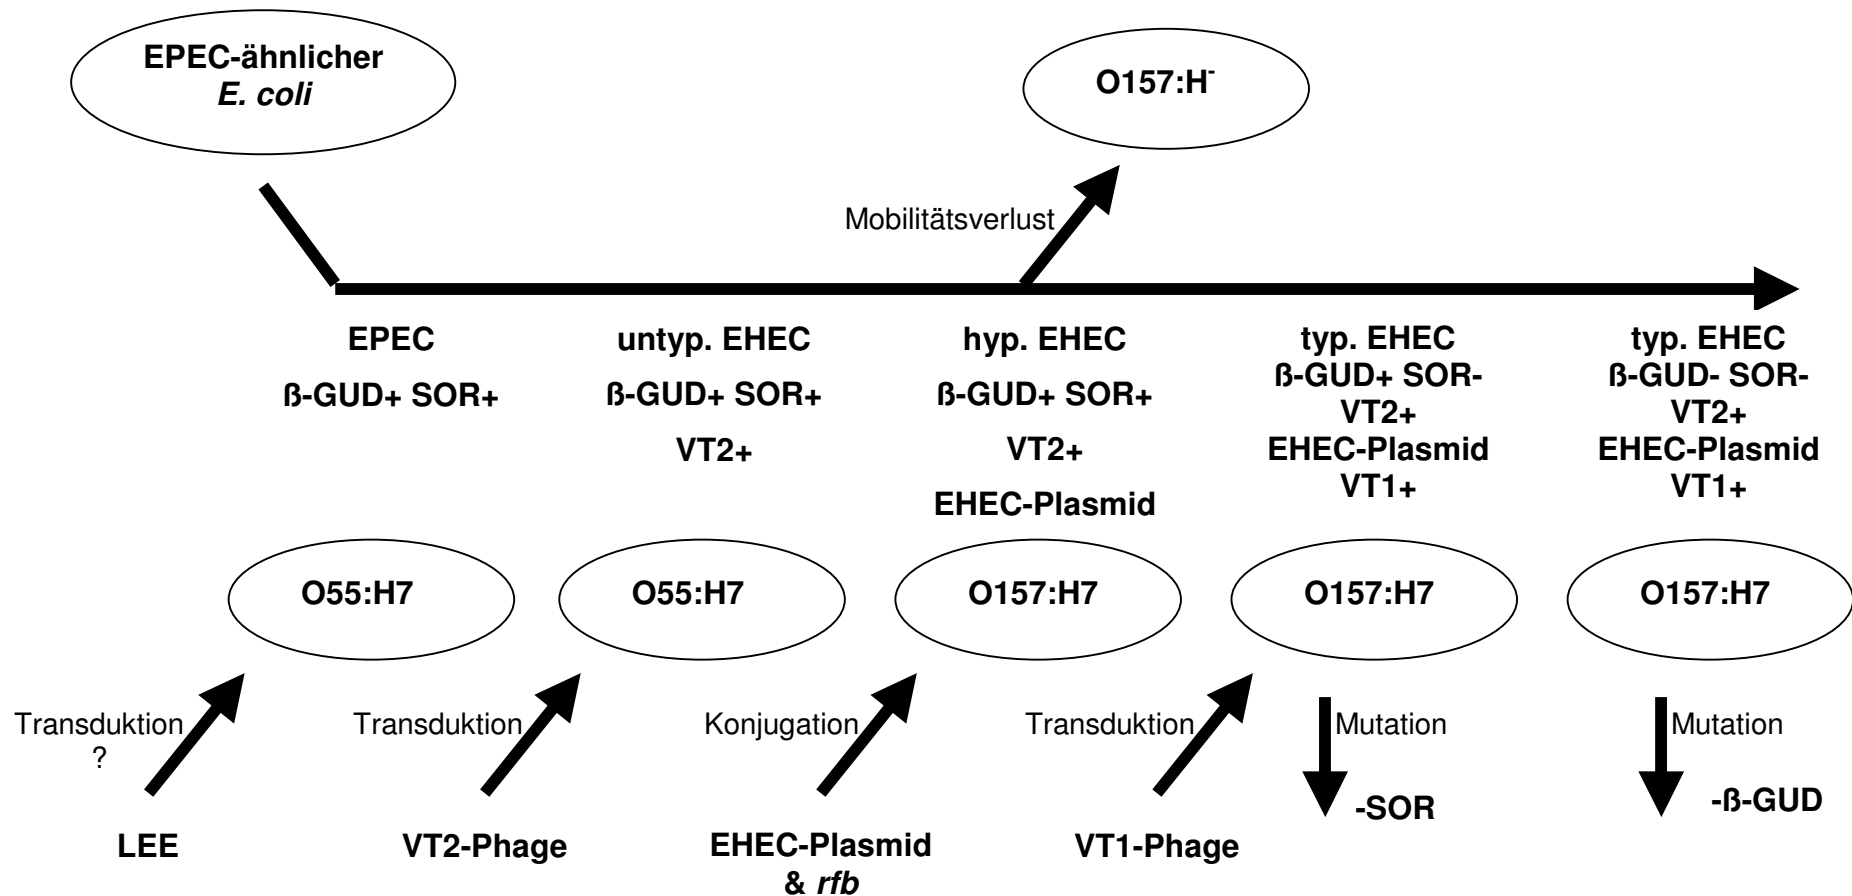 EPEC-ähnlicher
E. coli
O157:H⁻
Mobilitätsverlust
EPEC
ß-GUD+ SOR+
untyp. EHEC
ß-GUD+ SOR+
VT2+
hyp. EHEC
ß-GUD+ SOR+
VT2+
EHEC-Plasmid
typ. EHEC
ß-GUD+ SOR-
VT2+
EHEC-Plasmid
VT1+
typ. EHEC
ß-GUD- SOR-
VT2+
EHEC-Plasmid
VT1+
O55:H7
O55:H7
O157:H7
O157:H7
O157:H7
Transduktion
?
Transduktion
Konjugation
Transduktion
Mutation
Mutation
LEE
VT2-Phage
EHEC-Plasmid
& rfb
VT1-Phage
-SOR
-ß-GUD